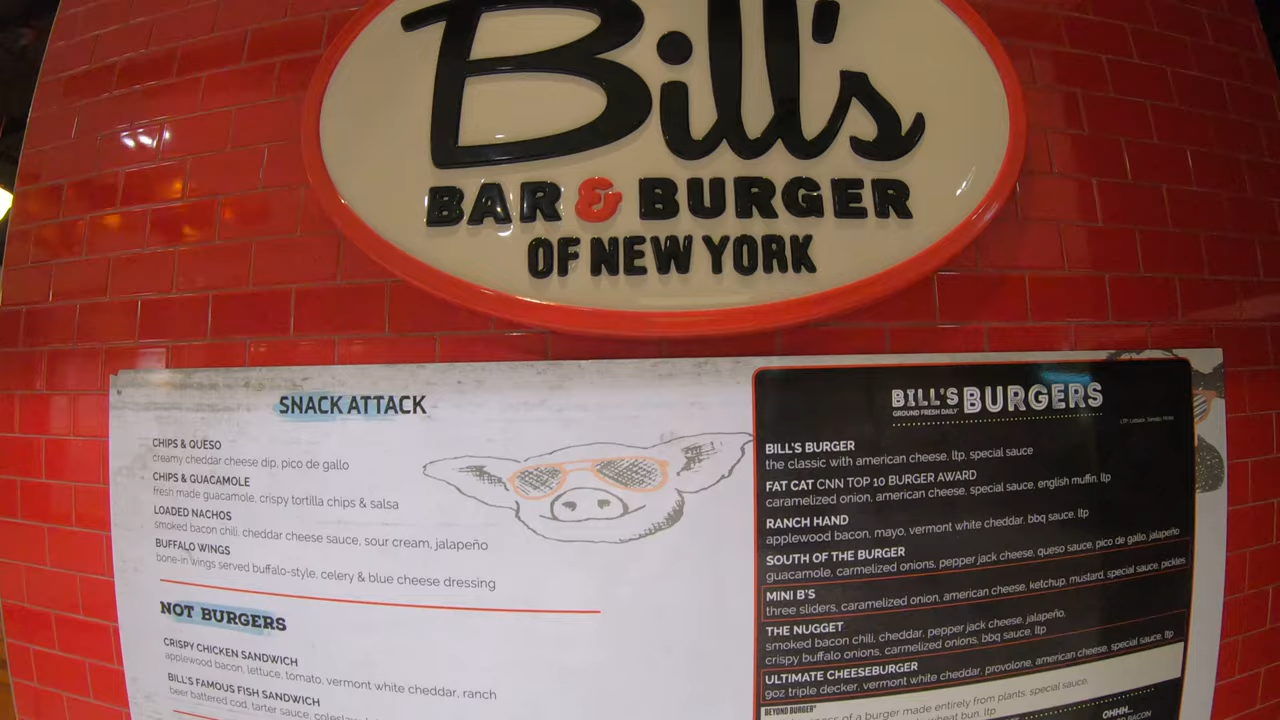 Bill's
BAR & BURGER
OF NEW YORK
SNACK ATTACK
CHIPS & QUESO
creamy cheddar cheese dip, pico de gallo
CHIPS & GUACAMOLE
fresh made guacamole, crispy tortilla chips & salsa
LOADED NACHOS
smoked bacon chili, cheddar cheese sauce, sour cream, jalapeño
BUFFALO WINGS
bone-in wings served buffalo-style, celery & blue cheese dressing
NOT BURGERS
CRISPY CHICKEN SANDWICH
applewood bacon, lettuce, tomato, vermont white cheddar, ranch
BILL'S FAMOUS FISH SANDWICH
beer battered cod, tarter sauce,
BILL'S BURGERS
GROUND FRESH DAILY
LTP: Lettuce, Tomato, Pickle
BILL'S BURGER
the classic with american cheese, ltp, special sauce
FAT CAT CNN TOP 10 BURGER AWARD
caramelized onion, american cheese, special sauce, english muffin, ltp
RANCH HAND
applewood bacon, mayo, vermont white cheddar, bbq sauce, ltp
SOUTH OF THE BURGER
guacamole, carmelized onions, pepper jack cheese, queso sauce, pico de gallo, jalapeño
MINI B'S
three sliders, caramelized onion, american cheese, ketchup, mustard, special sauce, pickles
THE NUGGET
smoked bacon chili, cheddar, pepper jack cheese, jalapeño,
crispy buffalo onions, carmelized onions, bbq sauce, ltp
ULTIMATE CHEESEBURGER
9oz triple decker, vermont white cheddar, provolone, american cheese, special sauce, ltp
BEYOND BURGER
of a burger made entirely from plants, special sauce,
wheat bun, ltp
OHHH...
BACON